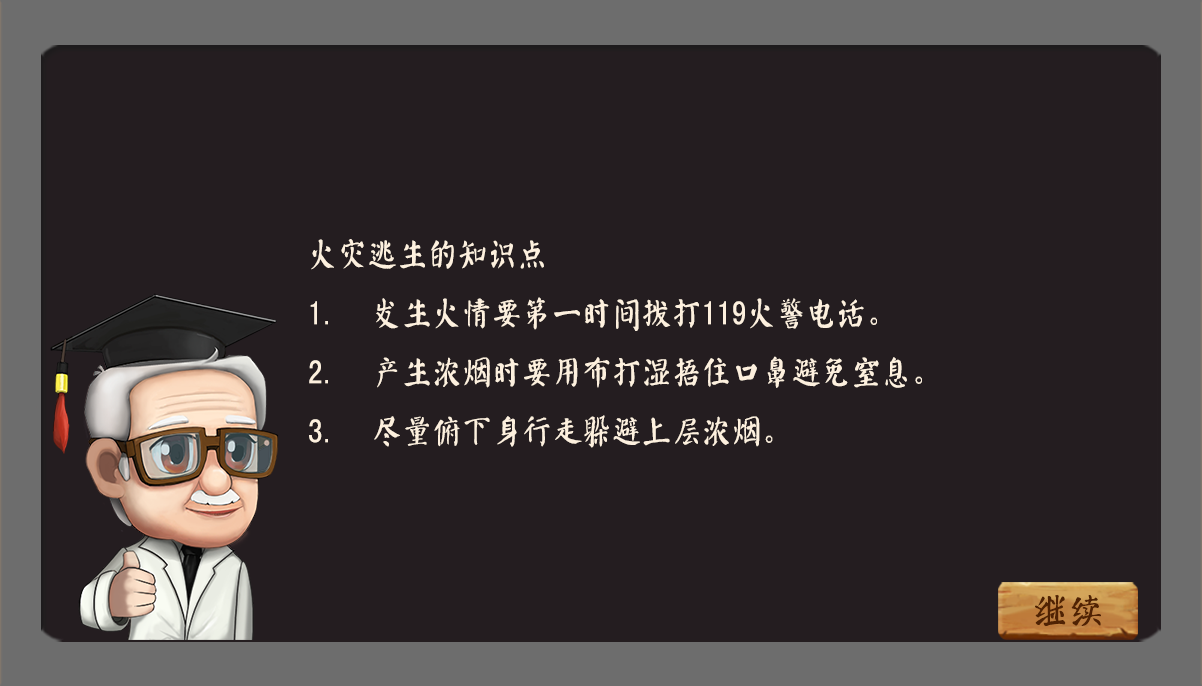 火灾逃生的知识点
1. 发生火情要第一时间拨打119火警电话。
2. 产生浓烟时要用布打湿捂住口鼻避免窒息。
3. 尽量俯下身行走躲避上层浓烟。
继续